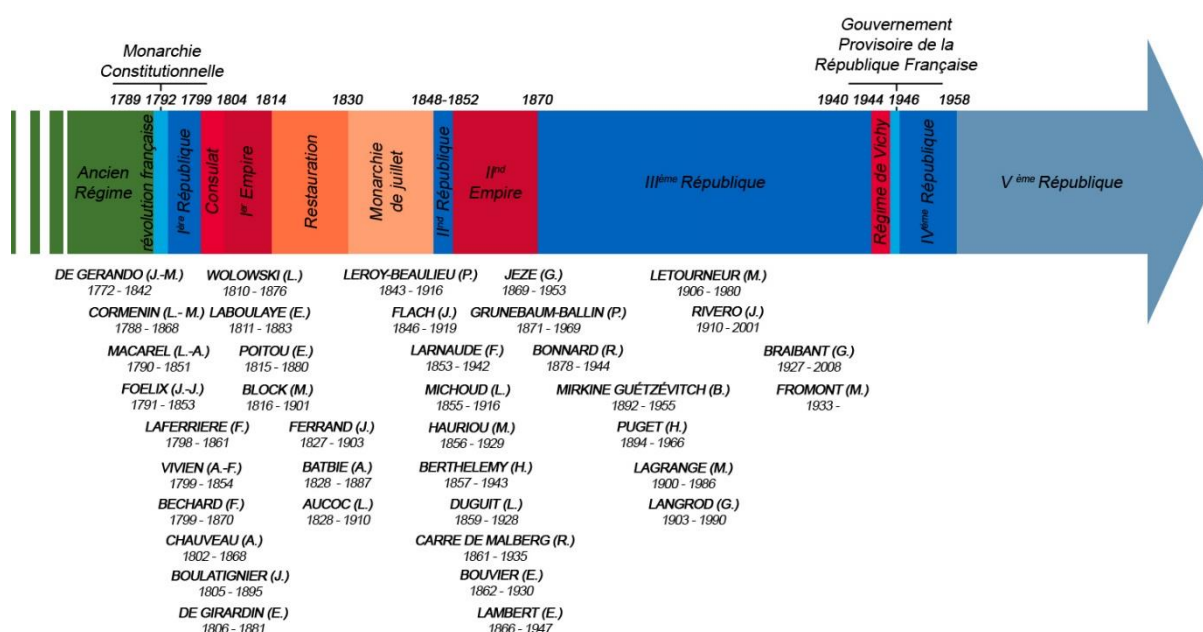 Gouvernement
Provisoire de la
République Française
Monarchie
Constitutionnelle
1789 1792 1799 1804 1814 1830 1848-1852 1870 1940 1944 1946 1958
Ancien
Régime
révolution française
Ière République
Consulat
Ier Empire
Restauration
Monarchie
de juillet
IInd République
IInd
Empire
IIIième République
Régime de Vichy
IVième République
V ème République
DE GERANDO (J.-M.) WOLOWSKI (L.) LEROY-BEAULIEU (P.) JEZE (G.) LETOURNEUR (M.)
1772 - 1842 1810 - 1876 1843 - 1916 1869 - 1953 1906 - 1980
CORMENIN (L.- M.) LABOULAYE (E.) FLACH (J.) GRUNEBAUM-BALLIN (P.) RIVERO (J.)
1788 - 1868 1811 - 1883 1846 - 1919 1871 - 1969 1910 - 2001
MACAREL (L.-A.) POITOU (E.) LARNAUDE (F.) BONNARD (R.) BRAIBANT (G.)
1790 - 1851 1815 - 1880 1853 - 1942 1878 - 1944 1927 - 2008
FOELIX (J.-J.) BLOCK (M.) MICHOUD (L.) MIRKINE GUÉTZÉVITCH (B.) FROMONT (M.)
1791 - 1853 1816 - 1901 1855 - 1916 1892 - 1955 1933 -
LAFERRIERE (F.) FERRAND (J.) HAURIOU (M.) PUGET (H.)
1798 - 1861 1827 - 1903 1856 - 1929 1894 - 1966
VIVIEN (A.-F.) BATBIE (A.) BERTHELEMY (H.) LAGRANGE (M.)
1799 - 1854 1828 - 1887 1857 - 1943 1900 - 1986
BECHARD (F.) AUCOC (L.) DUGUIT (L.) LANGROD (G.)
1799 - 1870 1828 - 1910 1859 - 1928 1903 - 1990
CHAUVEAU (A.) CARRE DE MALBERG (R.)
1802 - 1868 1861 - 1935
BOULATIGNIER (J.) BOUVIER (E.)
1805 - 1895 1862 - 1930
DE GIRARDIN (E.) LAMBERT (E.)
1806 - 1881 1866 - 1947